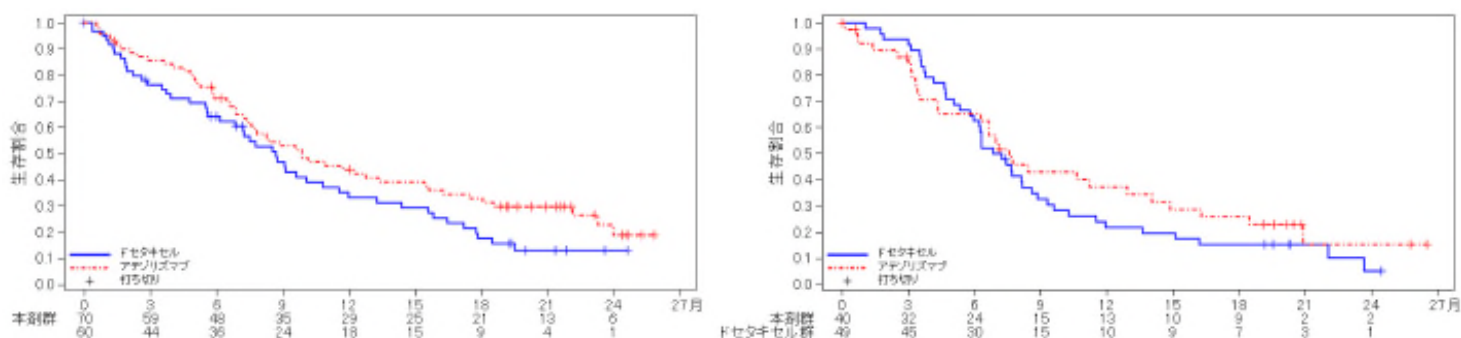 1.0
0.9
0.8
0.7
0.6
0.5
0.4
0.3
0.2
0.1
0.0
生存割合
ドセタキセル
アテゾリズマブ
打ち切り
0 3 6 9 12 15 18 21 24 27月
本剤群 70 59 48 35 29 25 21 13 6
60 44 36 24 18 15 9 4 1
1.0
0.9
0.8
0.7
0.6
0.5
0.4
0.3
0.2
0.1
0.0
生存割合
ドセタキセル
アテゾリズマブ
打ち切り
0 3 6 9 12 15 18 21 24 27月
本剤群 40 32 24 15 13 10 9 2 2
ドセタキセル群 49 45 30 15 10 9 7 3 1